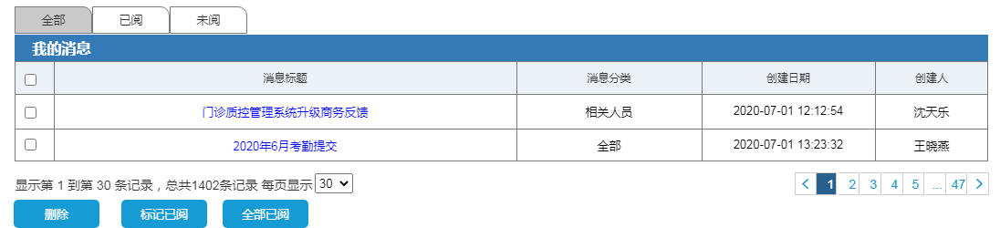 全部 已阅 未阅
我的消息
消息标题 消息分类 创建日期 创建人
门诊质控管理系统升级商务反馈 相关人员 2020-07-01 12:12:54 沈天乐
2020年6月考勤提交 全部 2020-07-01 13:23:32 王晓燕
显示第 1 到第 30 条记录，总共1402条记录 每页显示 30 1 2 3 4 5 ... 47
删除 标记已阅 全部已阅